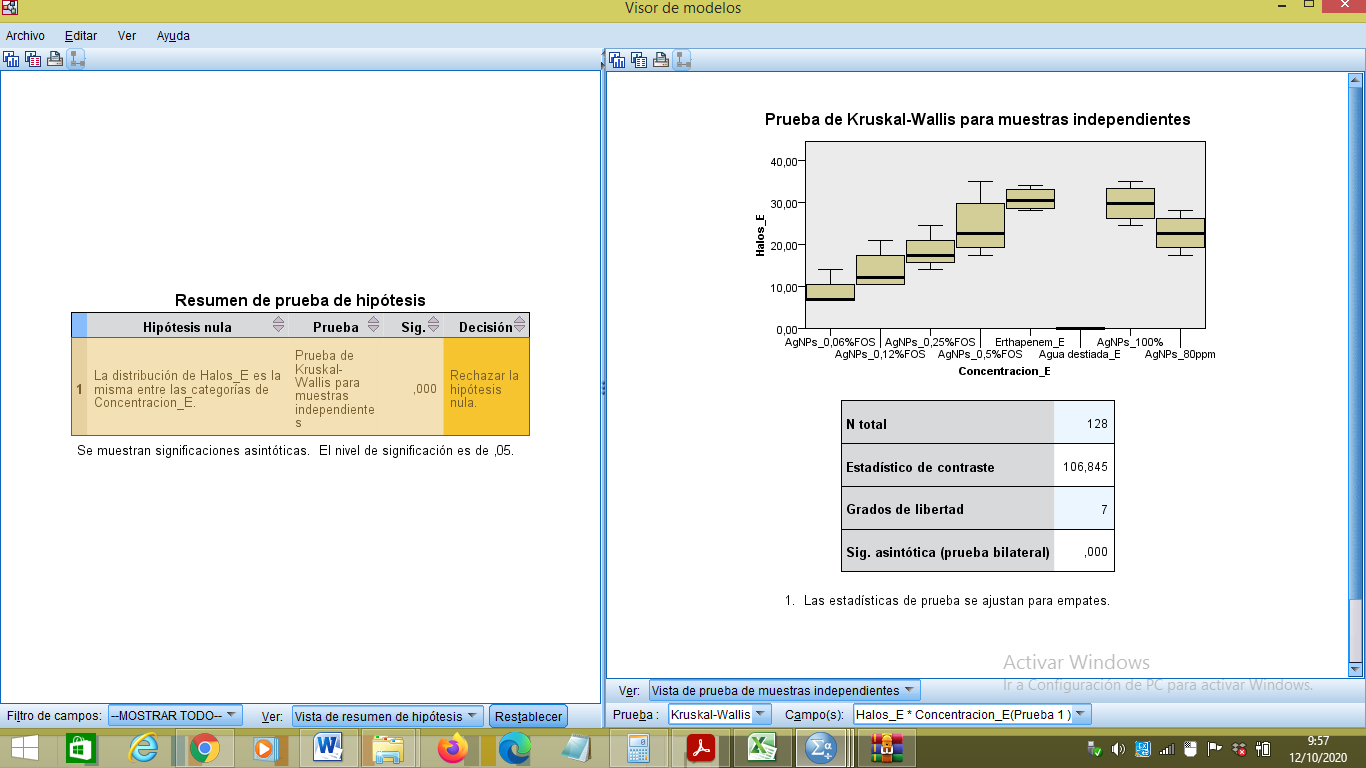 Visor de modelos
Archivo Editar Ver Ayuda
Resumen de prueba de hipótesis
Hipótesis nula Prueba Sig. Decisión
1 La distribución de Halos_E es la misma entre las categorías de Concentracion_E. Prueba de Kruskal-Wallis para muestras independientes ,000 Rechazar la hipótesis nula.
Se muestran significaciones asintóticas. El nivel de significación es de ,05.
Filtro de campos: --MOSTRAR TODO-- Ver: Vista de resumen de hipótesis Restablecer
Prueba de Kruskal-Wallis para muestras independientes
Halos_E
40,00
30,00
20,00
10,00
0,00
AgNPs_0,06%FOS AgNPs_0,25%FOS Erthapenem_E AgNPs_100%
AgNPs_0,12%FOS AgNPs_0,5%FOS Agua destiada_E AgNPs_80ppm
Concentracion_E
N total 128
Estadístico de contraste 106,845
Grados de libertad 7
Sig. asintótica (prueba bilateral) ,000
1. Las estadísticas de prueba se ajustan para empates.
Activar Windows
Ir a Configuración de PC para activar Windows.
Ver: Vista de prueba de muestras independientes
Prueba : Kruskal-Wallis Campo(s): Halos_E * Concentracion_E(Prueba 1 )
9:57
12/10/2020